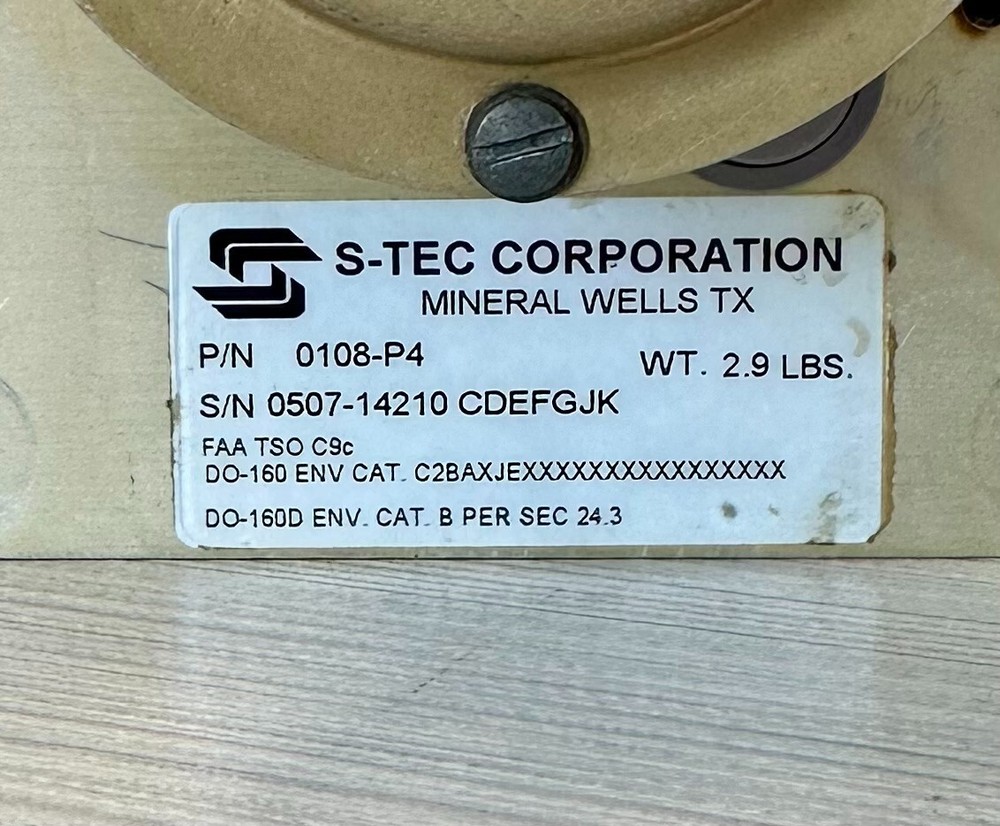 S-TEC CORPORATION
MINERAL WELLS TX
P/N 0108-P4 WT. 2.9 LBS.
S/N 0507-14210 CDEFGJK
FAA TSO C9c
DO-160 ENV CAT. C2BAXJEXXXXXXXXXXXXXXXX
DO-160D ENV. CAT. B PER SEC 24.3